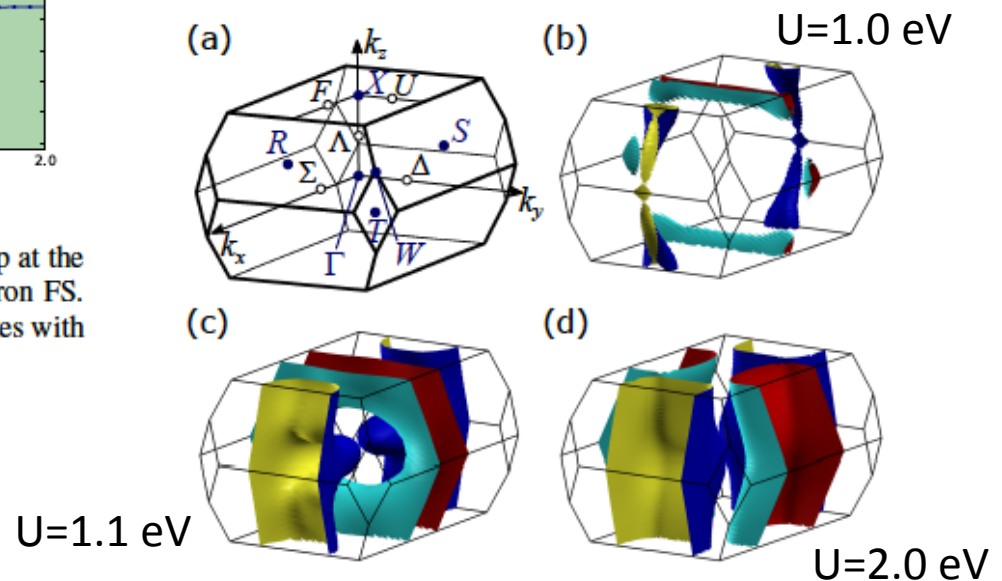 2.0
p at the
ron FS.
es with
(a)
k_z
F
X
U
Λ
R
S
Σ
Δ
k_y
k_x
Γ
T
W
(b)
U=1.0 eV
(c)
U=1.1 eV
(d)
U=2.0 eV